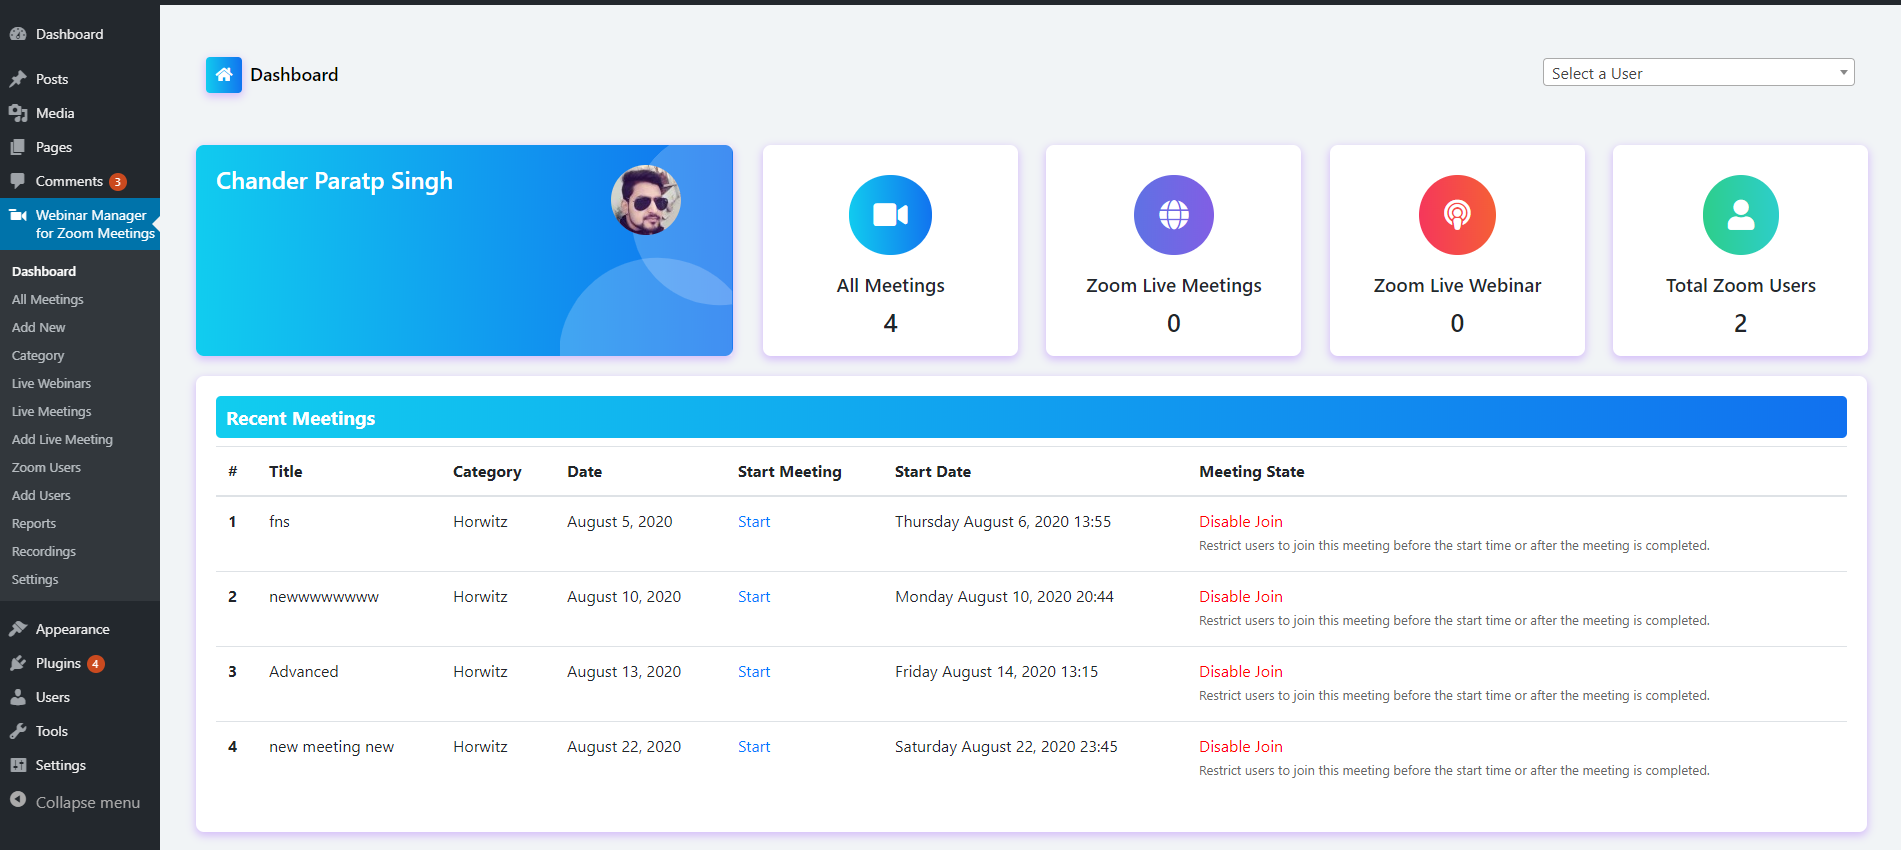 Dashboard
Posts
Media
Pages
Comments 3
Webinar Manager
for Zoom Meetings
Dashboard
All Meetings
Add New
Category
Live Webinars
Live Meetings
Add Live Meeting
Zoom Users
Add Users
Reports
Recordings
Settings
Appearance
Plugins 4
Users
Tools
Settings
Collapse menu
Dashboard
Select a User
Chander Paratp Singh
All Meetings
4
Zoom Live Meetings
0
Zoom Live Webinar
0
Total Zoom Users
2
Recent Meetings
# Title Category Date Start Meeting Start Date Meeting State
1 fns Horwitz August 5, 2020 Start Thursday August 6, 2020 13:55 Disable Join
Restrict users to join this meeting before the start time or after the meeting is completed.
2 newwwwwwww Horwitz August 10, 2020 Start Monday August 10, 2020 20:44 Disable Join
Restrict users to join this meeting before the start time or after the meeting is completed.
3 Advanced Horwitz August 13, 2020 Start Friday August 14, 2020 13:15 Disable Join
Restrict users to join this meeting before the start time or after the meeting is completed.
4 new meeting new Horwitz August 22, 2020 Start Saturday August 22, 2020 23:45 Disable Join
Restrict users to join this meeting before the start time or after the meeting is completed.